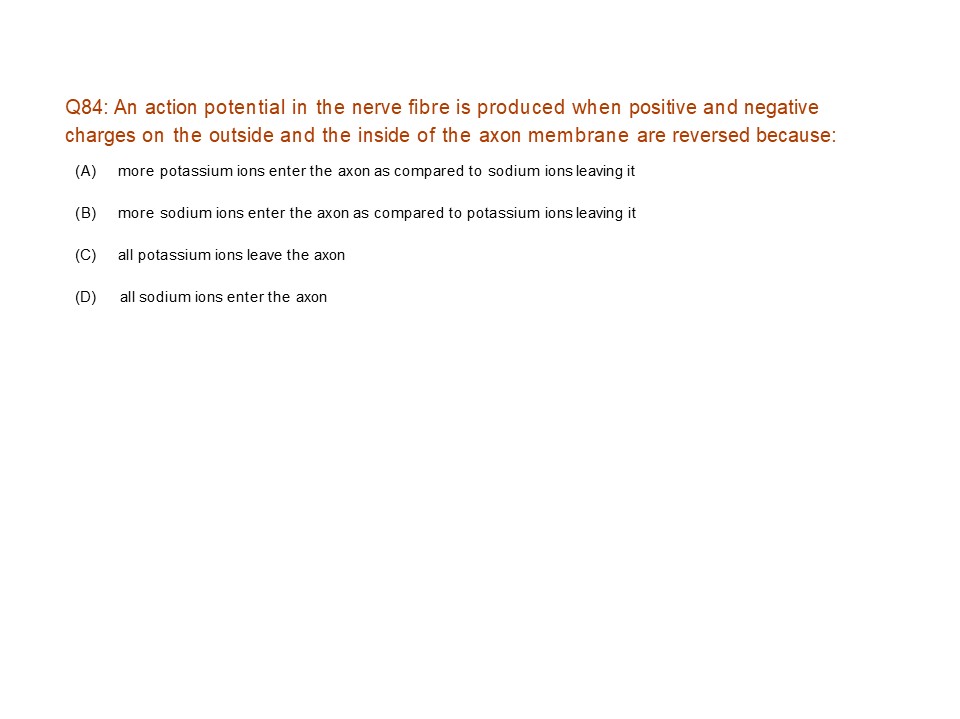 Q84: An action potential in the nerve fibre is produced when positive and negative
charges on the outside and the inside of the axon membrane are reversed because:
(A) more potassium ions enter the axon as compared to sodium ions leaving it
(B) more sodium ions enter the axon as compared to potassium ions leaving it
(C) all potassium ions leave the axon
(D) all sodium ions enter the axon